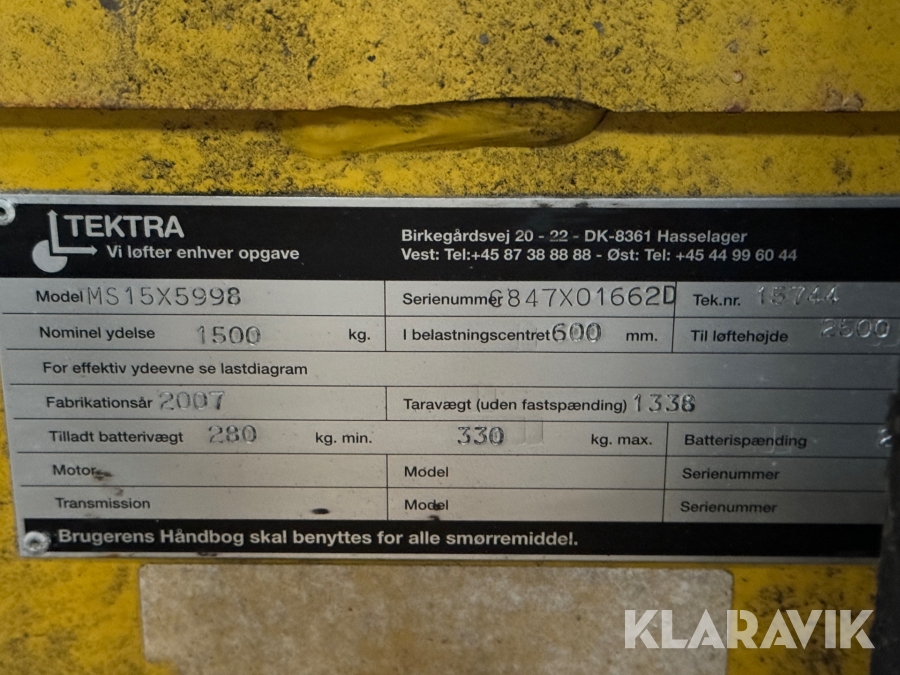 TEKTRA
Vi løfter enhver opgave
Birkegårdsvej 20 - 22 - DK-8361 Hasselager
Vest: Tel:+45 87 38 88 88 - Øst: Tel: +45 44 99 60 44
Model MS15X5998 Serienummer 6847X01662D Tek.nr. 15744
Nominel ydelse 1500 kg. I belastningscentret 600 mm. Til løftehøjde 2500
For effektiv ydeevne se lastdiagram
Fabrikationsår 2007 Taravægt (uden fastspænding) 1338
Tilladt batterivægt 280 kg. min. 330 kg. max. Batterispænding
Motor Model Serienummer
Transmission Model Serienummer
Brugerens Håndbog skal benyttes for alle smørremiddel.
KLARAVIK